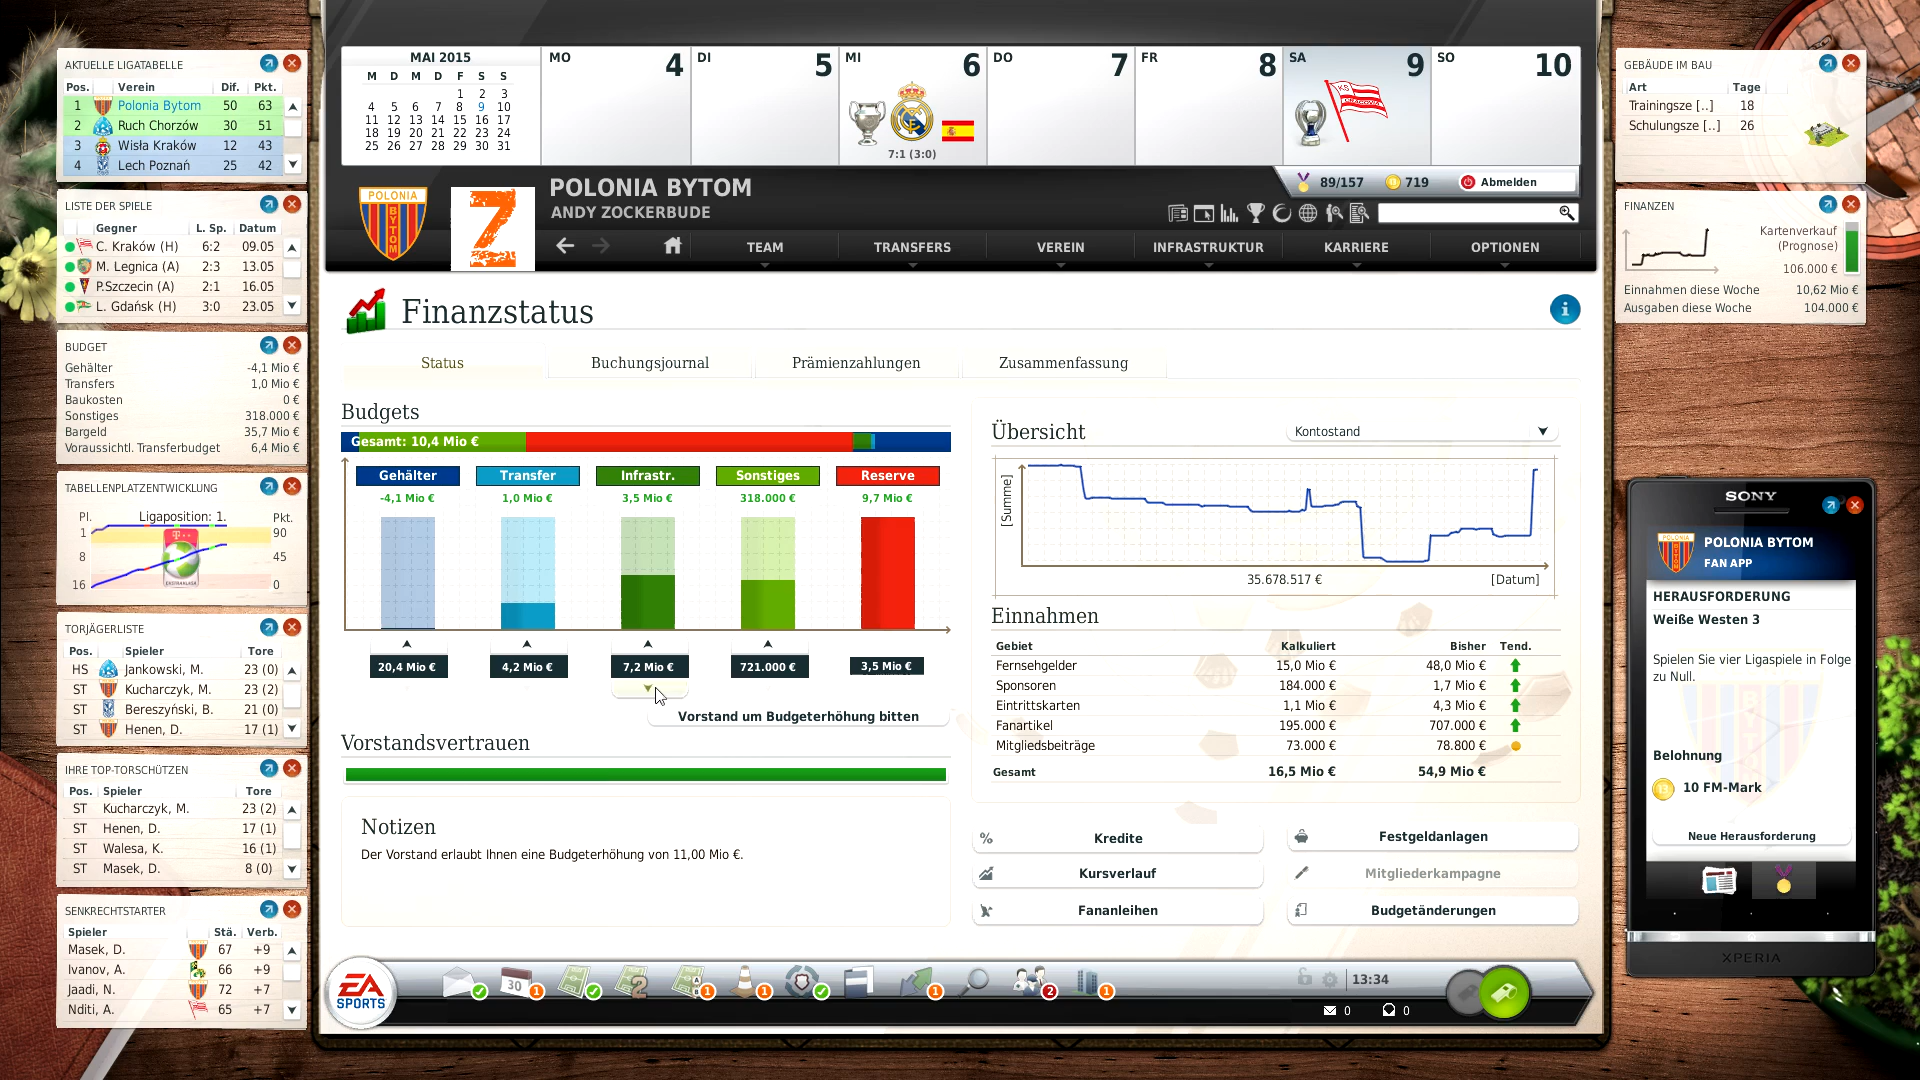 AKTUELLE LIGATABELLE
Pos. Verein Dif. Pkt.
1 Polonia Bytom 50 63
2 Ruch Chorzów 30 51
3 Wisła Kraków 12 43
4 Lech Poznań 25 42
LISTE DER SPIELE
Gegner L. Sp. Datum
C. Kraków (H) 6:2 09.05
M. Legnica (A) 2:3 13.05
P.Szczecin (A) 2:1 16.05
L. Gdańsk (H) 3:0 23.05
BUDGET
Gehälter -4,1 Mio €
Transfers 1,0 Mio €
Baukosten 0 €
Sonstiges 318.000 €
Bargeld 35,7 Mio €
Voraussichtl. Transferbudget 6,4 Mio €
TABELLENPLATZENTWICKLUNG
Pl. Ligaposition: 1. Pkt.
1 90
8 45
16 0
TORJÄGERLISTE
Pos. Spieler Tore
HS Jankowski, M. 23 (0)
ST Kucharczyk, M. 23 (2)
ST Bereszyński, B. 21 (0)
ST Henen, D. 17 (1)
IHRE TOP-TORSCHÜTZEN
Pos. Spieler Tore
ST Kucharczyk, M. 23 (2)
ST Henen, D. 17 (1)
ST Walesa, K. 16 (1)
ST Masek, D. 8 (0)
SENKRECHTSTARTER
Spieler Stä. Verb.
Masek, D. 67 +9
Ivanov, A. 66 +9
Jaadi, N. 72 +7
Nditi, A. 65 +7
MAI 2015
M D M D F S S
1 2 3
4 5 6 7 8 9 10
11 12 13 14 15 16 17
18 19 20 21 22 23 24
25 26 27 28 29 30 31
MO 4 DI 5 MI 6 DO 7 FR 8 SA 9 SO 10
7:1 (3:0)
KS CRACOVIA
POLONIA BYTOM
7
POLONIA BYTOM
ANDY ZOCKERBUDE
89/157 719 Abmelden
TEAM TRANSFERS VEREIN INFRASTRUKTUR KARRIERE OPTIONEN
Finanzstatus
Status Buchungsjournal Prämienzahlungen Zusammenfassung
Budgets
Gesamt: 10,4 Mio €
Gehälter Transfer Infrastr. Sonstiges Reserve
-4,1 Mio € 1,0 Mio € 3,5 Mio € 318.000 € 9,7 Mio €
20,4 Mio € 4,2 Mio € 7,2 Mio € 721.000 € 3,5 Mio €
Vorstand um Budgeterhöhung bitten
Vorstandsvertrauen
Notizen
Der Vorstand erlaubt Ihnen eine Budgeterhöhung von 11,00 Mio €.
Übersicht Kontostand
[Summe]
35.678.517 € [Datum]
Einnahmen
Gebiet Kalkuliert Bisher Tend.
Fernsehgelder 15,0 Mio € 48,0 Mio €
Sponsoren 184.000 € 1,7 Mio €
Eintrittskarten 1,1 Mio € 4,3 Mio €
Fanartikel 195.000 € 707.000 €
Mitgliedsbeiträge 73.000 € 78.800 €
Gesamt 16,5 Mio € 54,9 Mio €
% Kredite Festgeldanlagen
Kursverlauf Mitgliederkampagne
Fananleihen Budgetänderungen
EA SPORTS
30 1 2 1 1 1 2 1
13:34
0 0
GEBÄUDE IM BAU
Art Tage
Trainingsze [..] 18
Schulungsze [..] 26
FINANZEN
Kartenverkauf
(Prognose)
106.000 €
Einnahmen diese Woche 10,62 Mio €
Ausgaben diese Woche 104.000 €
SONY
POLONIA BYTOM
FAN APP
HERAUSFORDERUNG
Weiße Westen 3
Spielen Sie vier Ligaspiele in Folge
zu Null.
Belohnung
10 FM-Mark
Neue Herausforderung
XPERIA